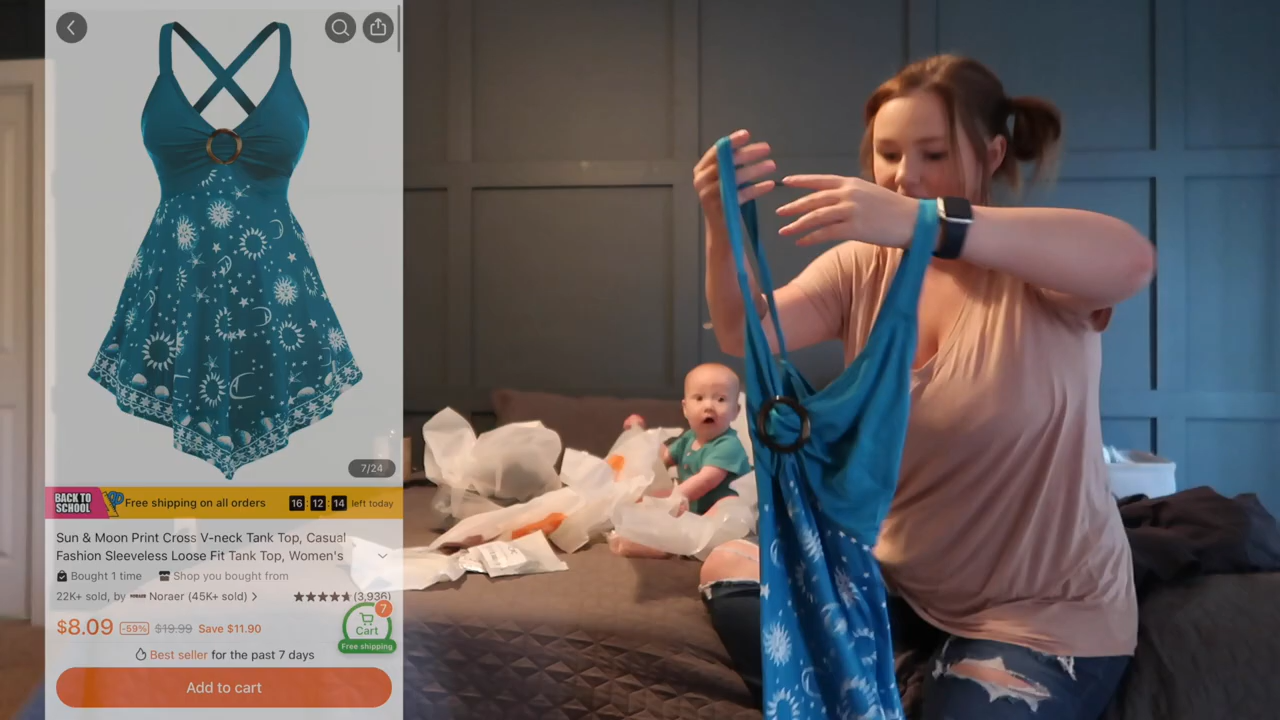 7/24
BACK TO
SCHOOL
Free shipping on all orders
16:12:14 left today
Sun & Moon Print Cross V-neck Tank Top, Casual
Fashion Sleeveless Loose Fit Tank Top, Women's
Bought 1 time Shop you bought from
22K+ sold, by Noraer (45K+ sold) > (3,936)
$8.09 -59% $19.99 Save $11.90
7
Cart
Free shipping
Best seller for the past 7 days
Add to cart